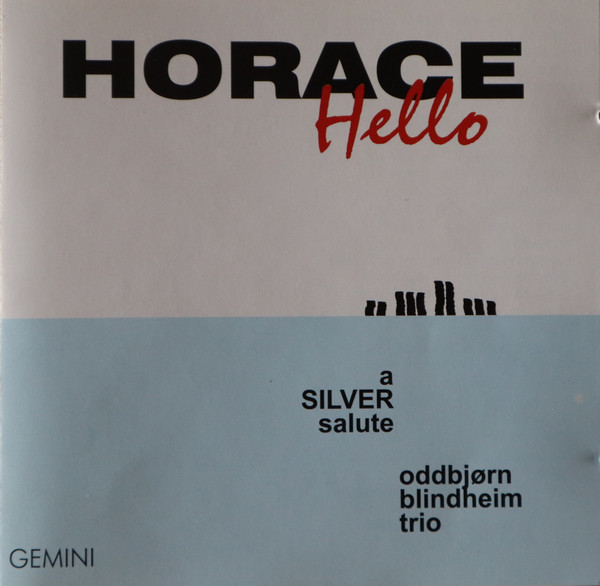 HORACE
Hello
a
SILVER
salute
oddbjørn
blindheim
trio
GEMINI